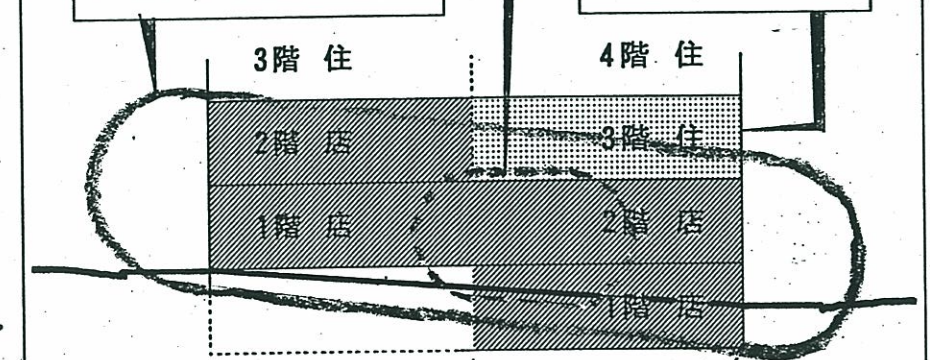 3階 住 4階 住
2階 店 3階 住
1階 店 2階 店
1階 店